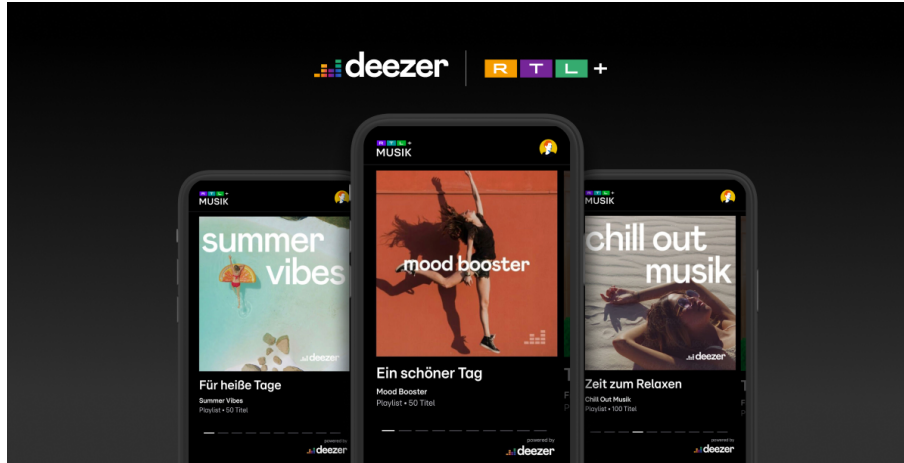 deezer
RTL+
RTL+
MUSIK
summer
vibes
deezer
Für heiße Tage
Summer Vibes
Playlist • 50 Titel
powered by
deezer
RTL+
MUSIK
mood booster
Ein schöner Tag
Mood Booster
Playlist • 50 Titel
T
F
P
powered by
deezer
RTL+
MUSIK
chill out
musik
deezer
Zeit zum Relaxen
Chill Out Musik
Playlist • 100 Titel
T
F
P
powered by
deezer